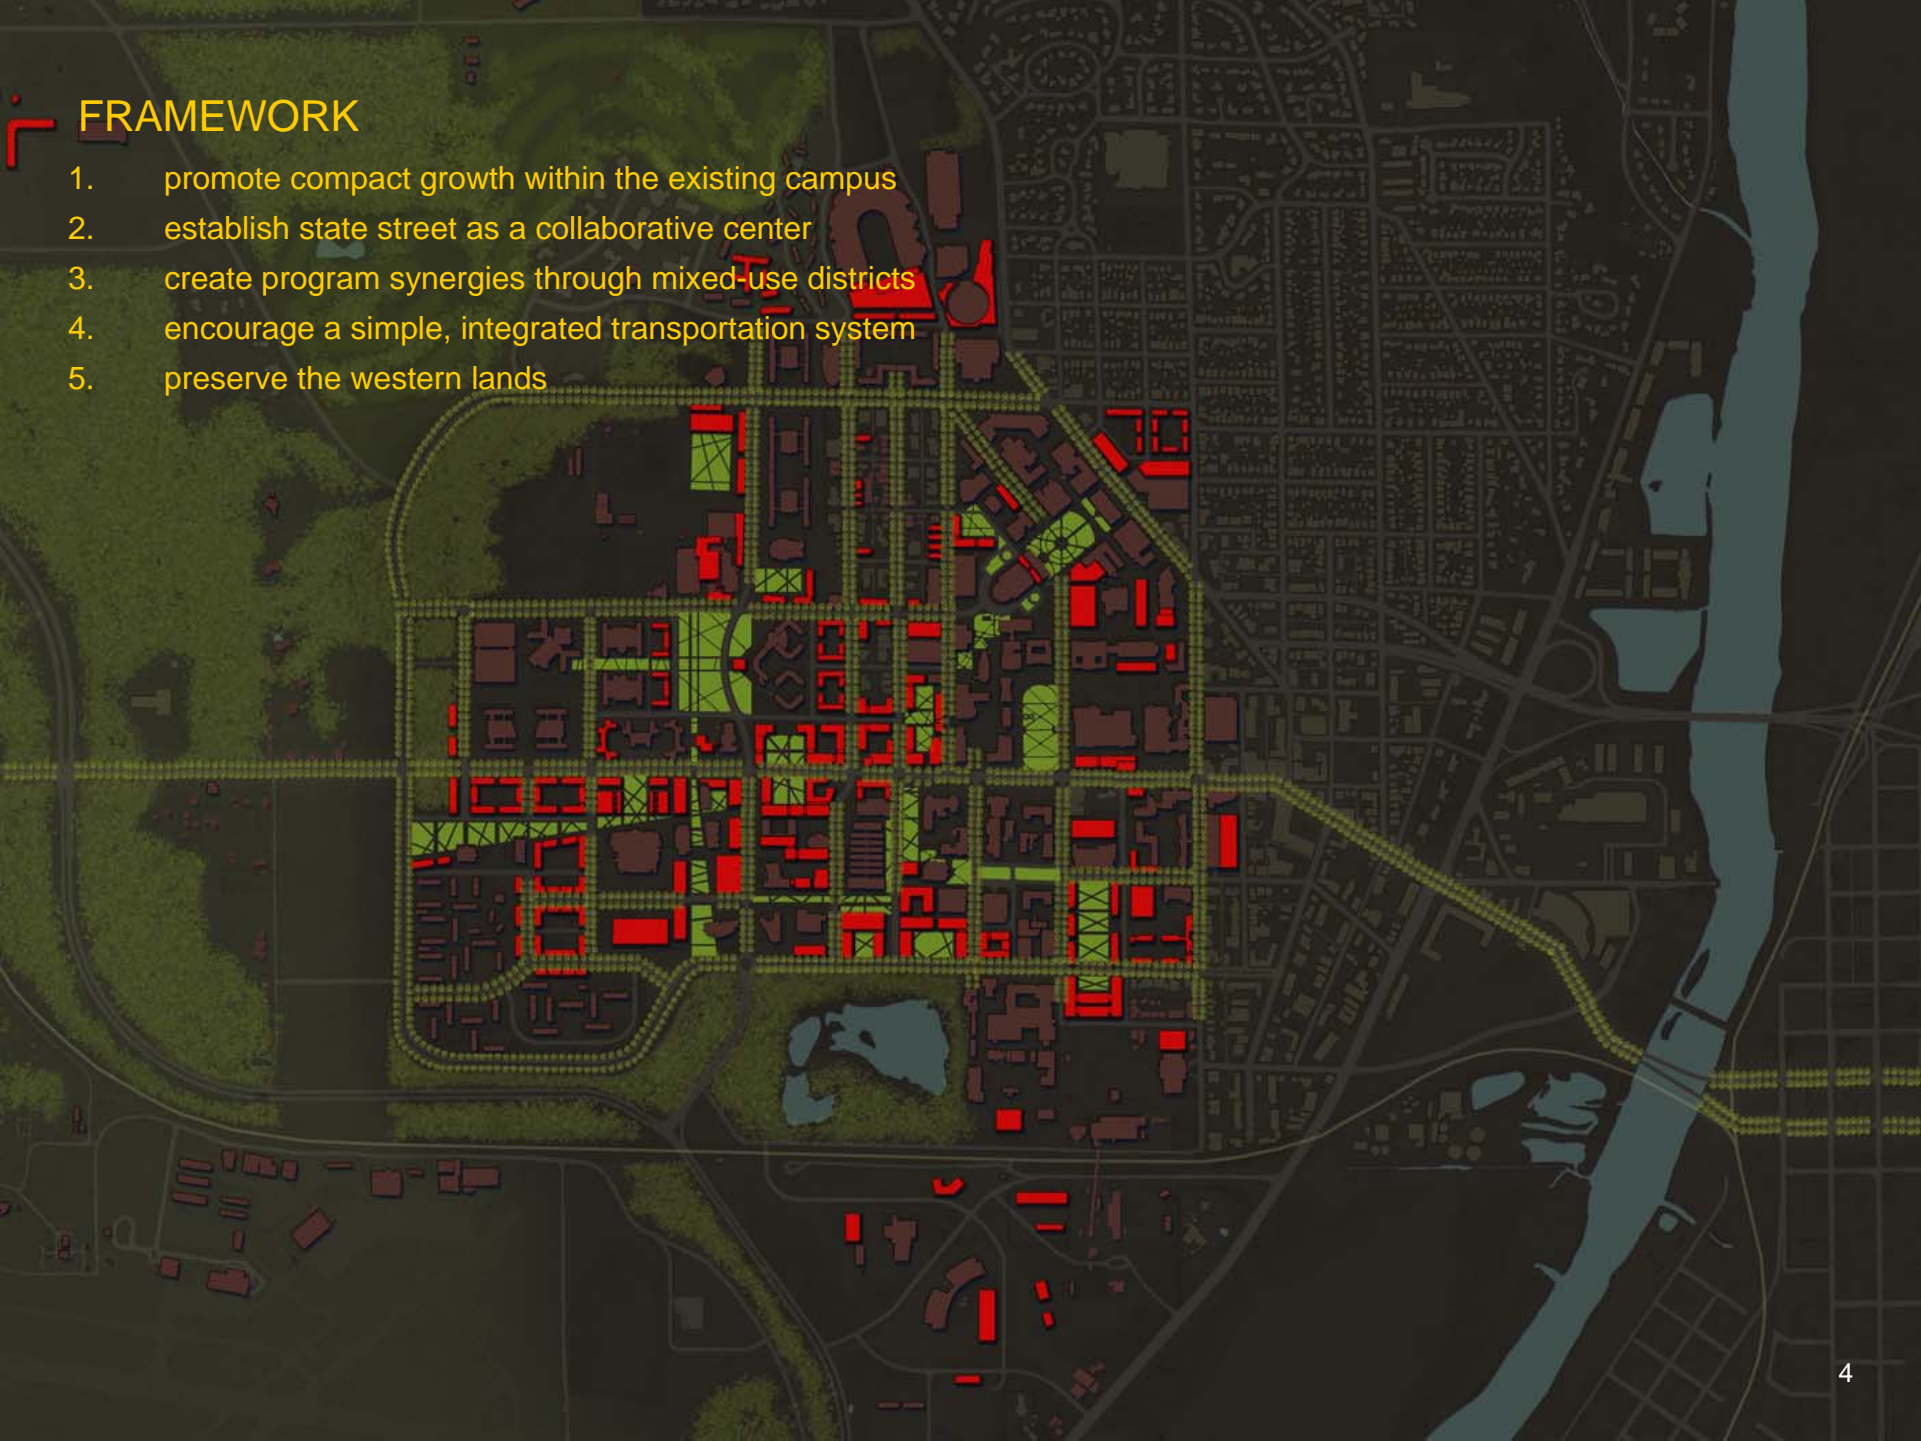 FRAMEWORK
1. promote compact growth within the existing campus
2. establish state street as a collaborative center
3. create program synergies through mixed-use districts
4. encourage a simple, integrated transportation system
5. preserve the western lands
4